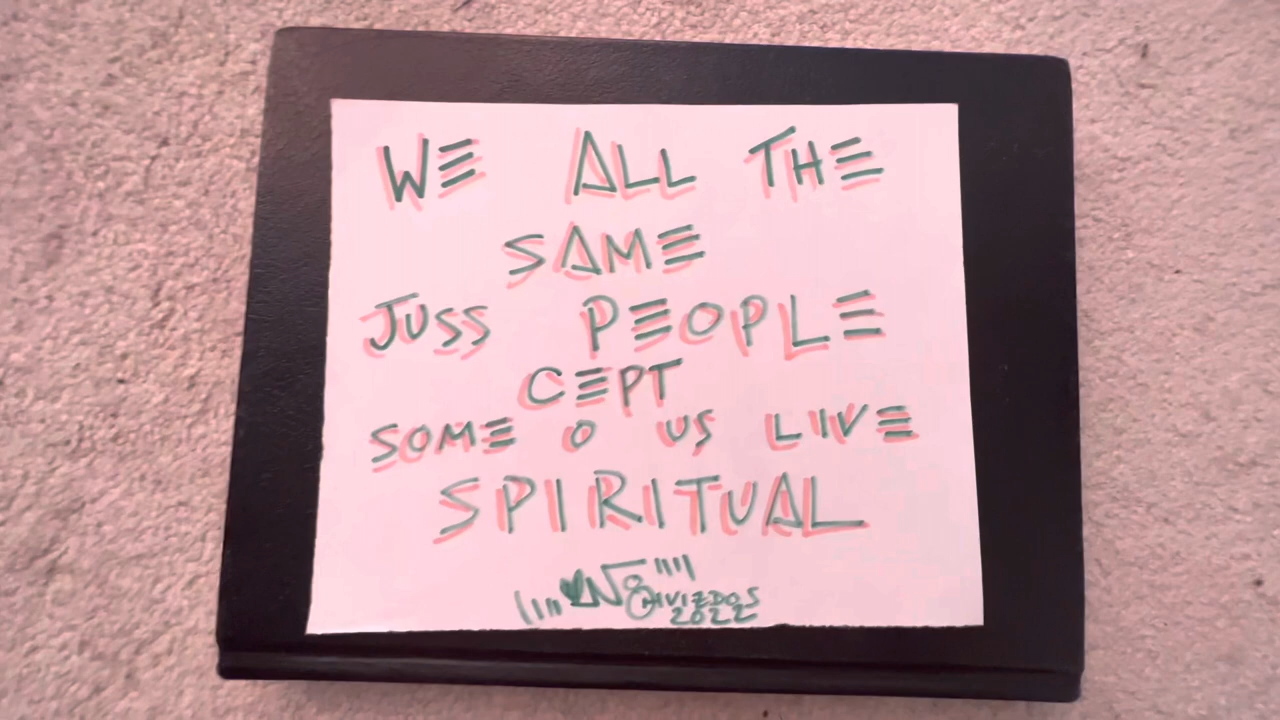 WE ALL THE
SAME
JUSS PEOPLE
CEPT
SOME O US LIVE
SPIRITUAL
2022